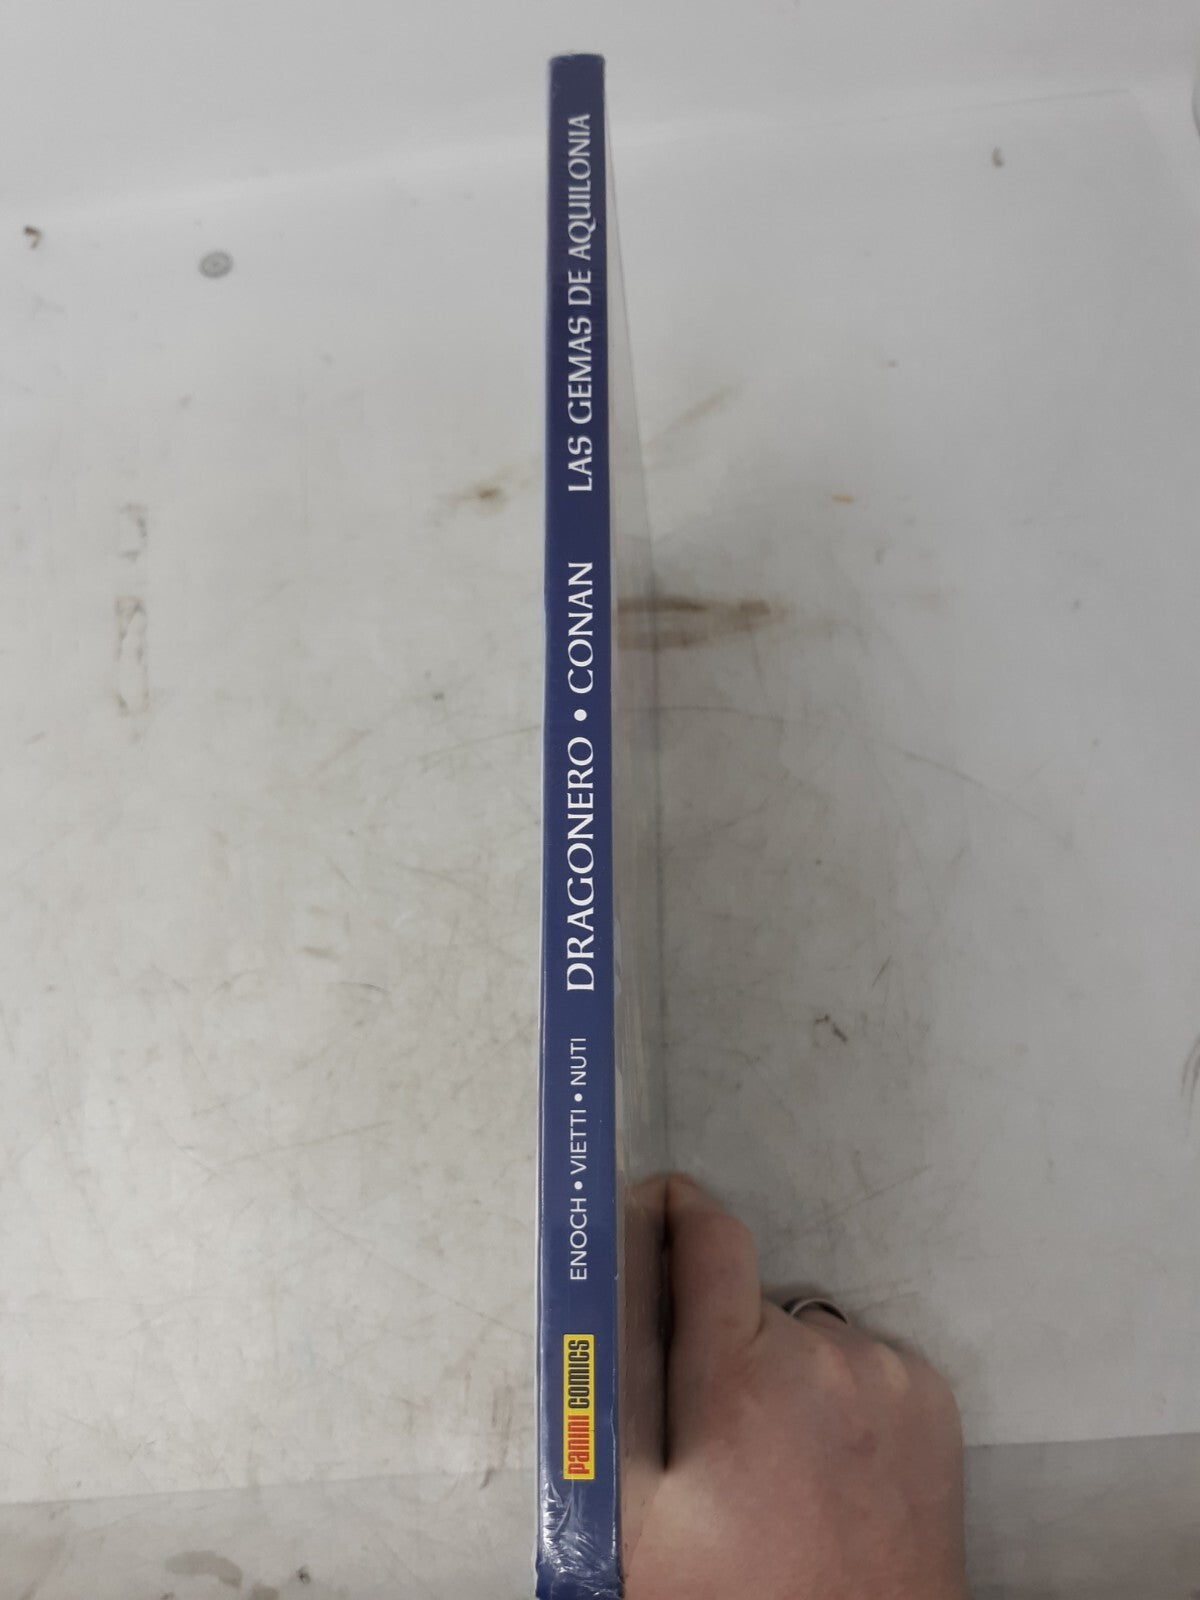 PANINI COMICS
ENOCH • VIETTI • NUTI
DRAGONERO • CONAN
LAS GEMAS DE AQUILONIA